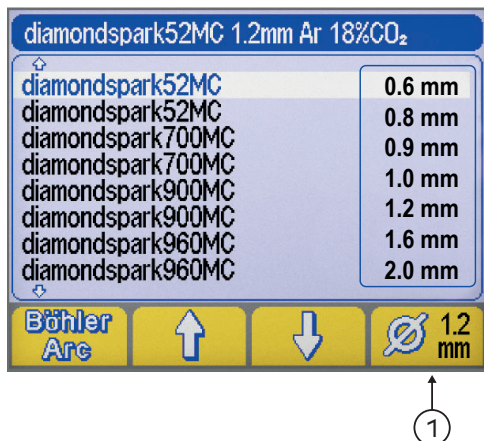 diamondspark52MC 1.2mm Ar 18%CO₂
diamondspark52MC
diamondspark52MC
diamondspark700MC
diamondspark700MC
diamondspark900MC
diamondspark900MC
diamondspark960MC
diamondspark960MC
0.6 mm
0.8 mm
0.9 mm
1.0 mm
1.2 mm
1.6 mm
2.0 mm
Böhler
Arc
Ø 1.2
mm
1